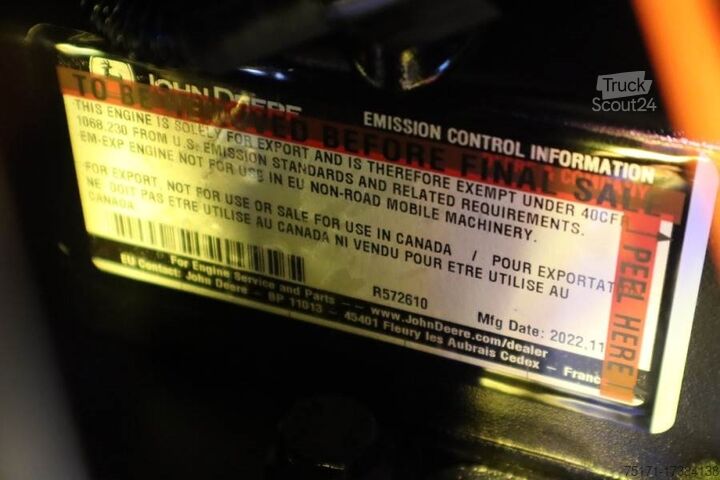 JOHN DEERE
TO BE REMOVED BEFORE FINAL SALE
EMISSION CONTROL INFORMATION
THIS ENGINE IS SOLELY FOR EXPORT AND IS THEREFORE EXEMPT UNDER 40CFR
1068.230 FROM U.S. EMISSION STANDARDS AND RELATED REQUIREMENTS.
EM-EXP ENGINE NOT FOR USE IN EU NON-ROAD MOBILE MACHINERY.
FOR EXPORT, NOT FOR USE OR SALE FOR USE IN CANADA / POUR EXPORTAT
NE DOIT PAS ETRE UTILISE AU CANADA NI VENDU POUR ETRE UTILISE AU
R572610
Mfg Date: 2022.11
PEEL HERE
For Engine Service and Parts -- www.JohnDeere.com/dealer
EU Contact: John Deere - BP 11013 - 45401 Fleury les Aubrais Cedex - Franc
Truck
Scout24
75171-17334138